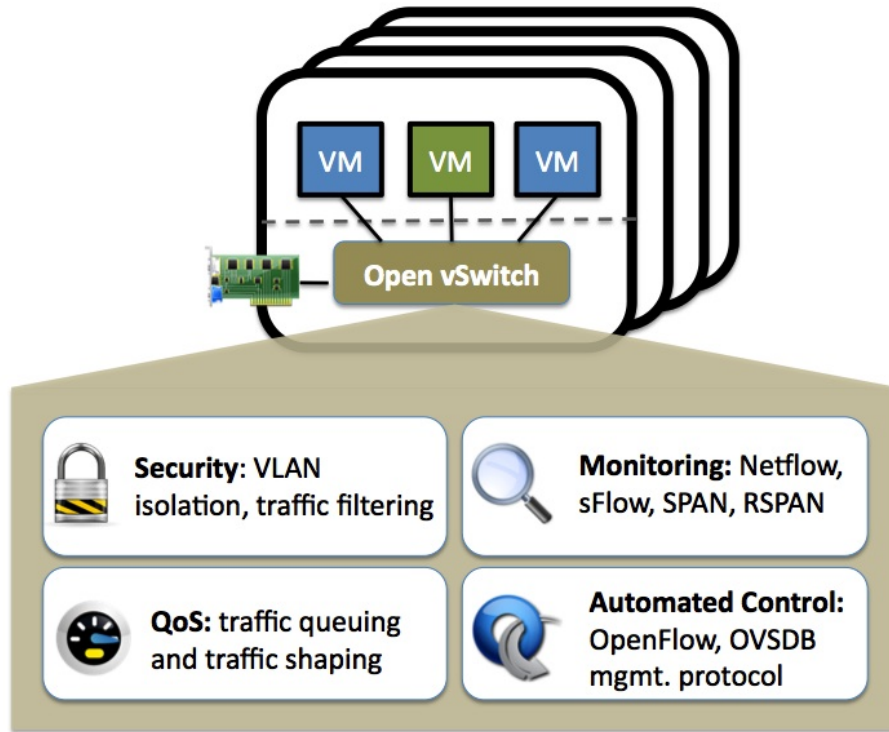 VM
VM
VM
Open vSwitch
Security: VLAN
isolation, traffic filtering
Monitoring: Netflow,
sFlow, SPAN, RSPAN
QoS: traffic queuing
and traffic shaping
Automated Control:
OpenFlow, OVSDB
mgmt. protocol